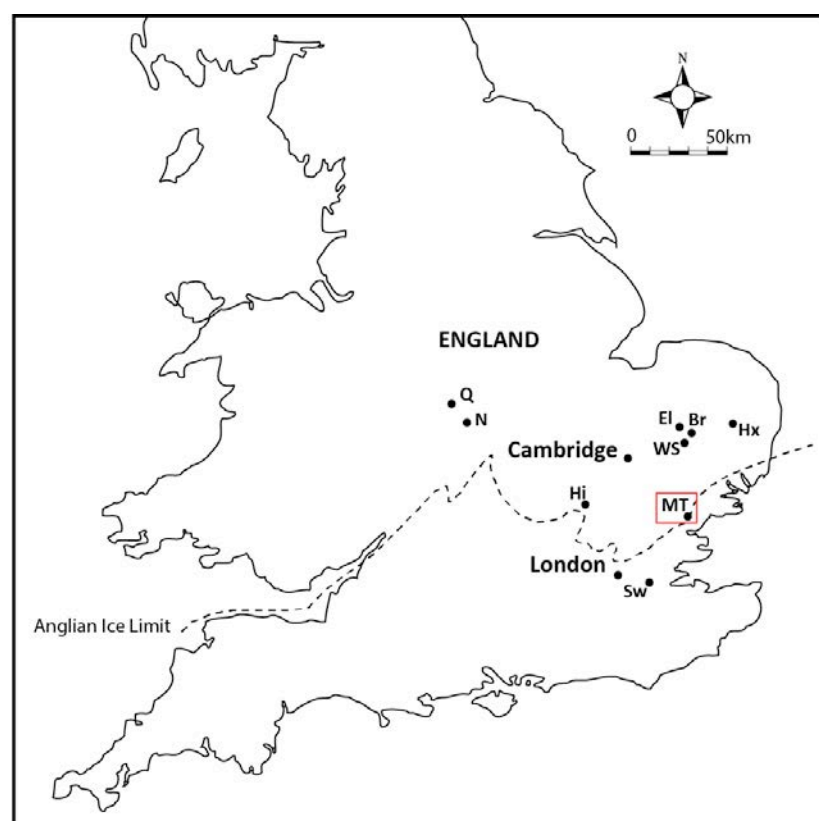 N
0 50km
ENGLAND
Q
N
El Br
Hx
WS
Cambridge
Hi
MT
London
Sw
Anglian Ice Limit